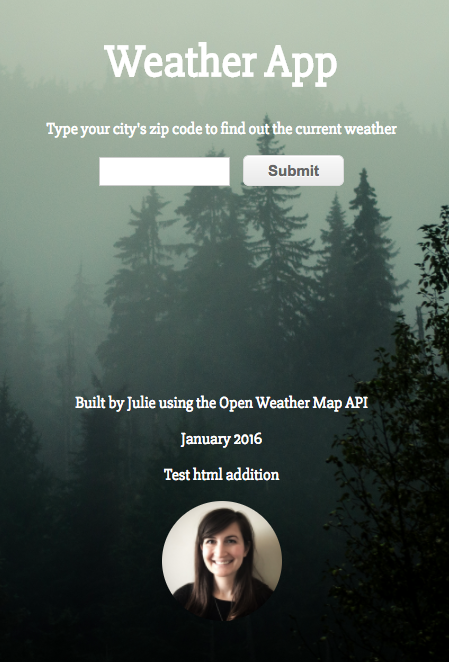 Weather App
Type your city's zip code to find out the current weather
Submit
Built by Julie using the Open Weather Map API
January 2016
Test html addition